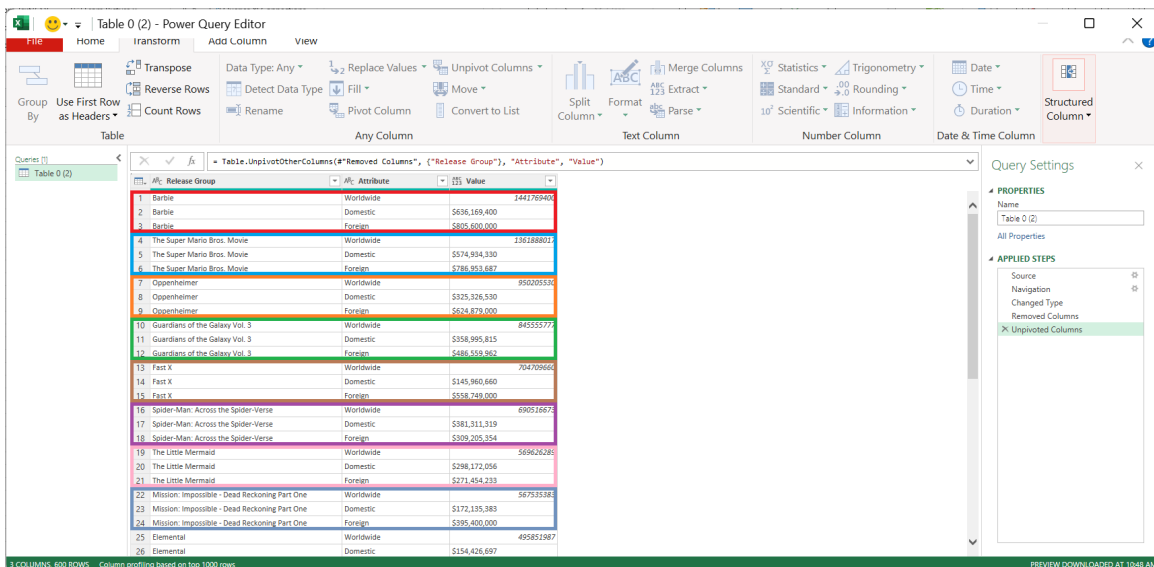 Table 0 (2) - Power Query Editor
File Home Transform Add Column View
Transpose Data Type: Any Replace Values Unpivot Columns Merge Columns Statistics Trigonometry Date
Reverse Rows Detect Data Type Fill Move Extract Standard Rounding Time
Group By Use First Row as Headers Count Rows Rename Pivot Column Convert to List Split Column Format Parse Scientific Information Duration Structured Column
Table Any Column Text Column Number Column Date & Time Column
Queries [1]
Table 0 (2)
= Table.UnpivotOtherColumns(#"Removed Columns", {"Release Group"}, "Attribute", "Value")
Release Group Attribute Value
1 Barbie Worldwide 1441769400
2 Barbie Domestic $636,169,400
3 Barbie Foreign $805,600,000
4 The Super Mario Bros. Movie Worldwide 1361888017
5 The Super Mario Bros. Movie Domestic $574,934,330
6 The Super Mario Bros. Movie Foreign $786,953,687
7 Oppenheimer Worldwide 950205530
8 Oppenheimer Domestic $325,326,530
9 Oppenheimer Foreign $624,879,000
10 Guardians of the Galaxy Vol. 3 Worldwide 845555777
11 Guardians of the Galaxy Vol. 3 Domestic $358,995,815
12 Guardians of the Galaxy Vol. 3 Foreign $486,559,962
13 Fast X Worldwide 704709660
14 Fast X Domestic $145,960,660
15 Fast X Foreign $558,749,000
16 Spider-Man: Across the Spider-Verse Worldwide 690516673
17 Spider-Man: Across the Spider-Verse Domestic $381,311,319
18 Spider-Man: Across the Spider-Verse Foreign $309,205,354
19 The Little Mermaid Worldwide 569626289
20 The Little Mermaid Domestic $298,172,056
21 The Little Mermaid Foreign $271,454,233
22 Mission: Impossible - Dead Reckoning Part One Worldwide 567535383
23 Mission: Impossible - Dead Reckoning Part One Domestic $172,135,383
24 Mission: Impossible - Dead Reckoning Part One Foreign $395,400,000
25 Elemental Worldwide 495851987
26 Elemental Domestic $154,426,697
Query Settings
PROPERTIES
Name
Table 0 (2)
All Properties
APPLIED STEPS
Source
Navigation
Changed Type
Removed Columns
Unpivoted Columns
3 COLUMNS, 600 ROWS Column profiling based on top 1000 rows PREVIEW DOWNLOADED AT 10:48 AM